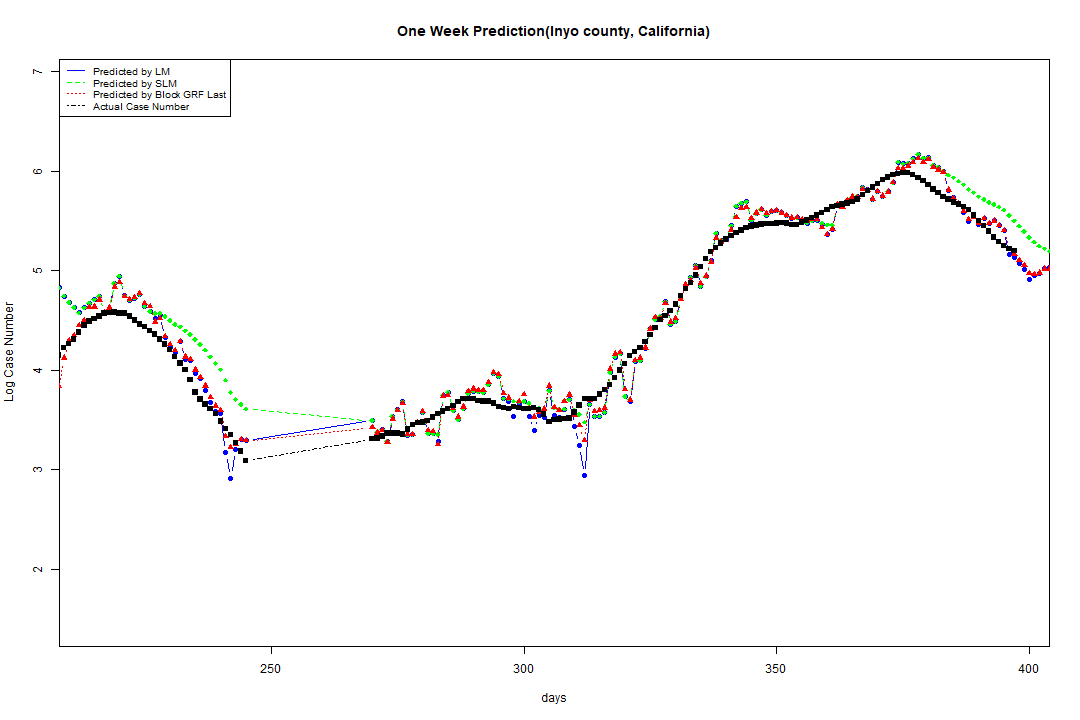 One Week Prediction(Inyo county, California)
Predicted by LM
Predicted by SLM
Predicted by Block GRF Last
Actual Case Number
7
6
5
4
3
2
Log Case Number
250
300
350
400
days